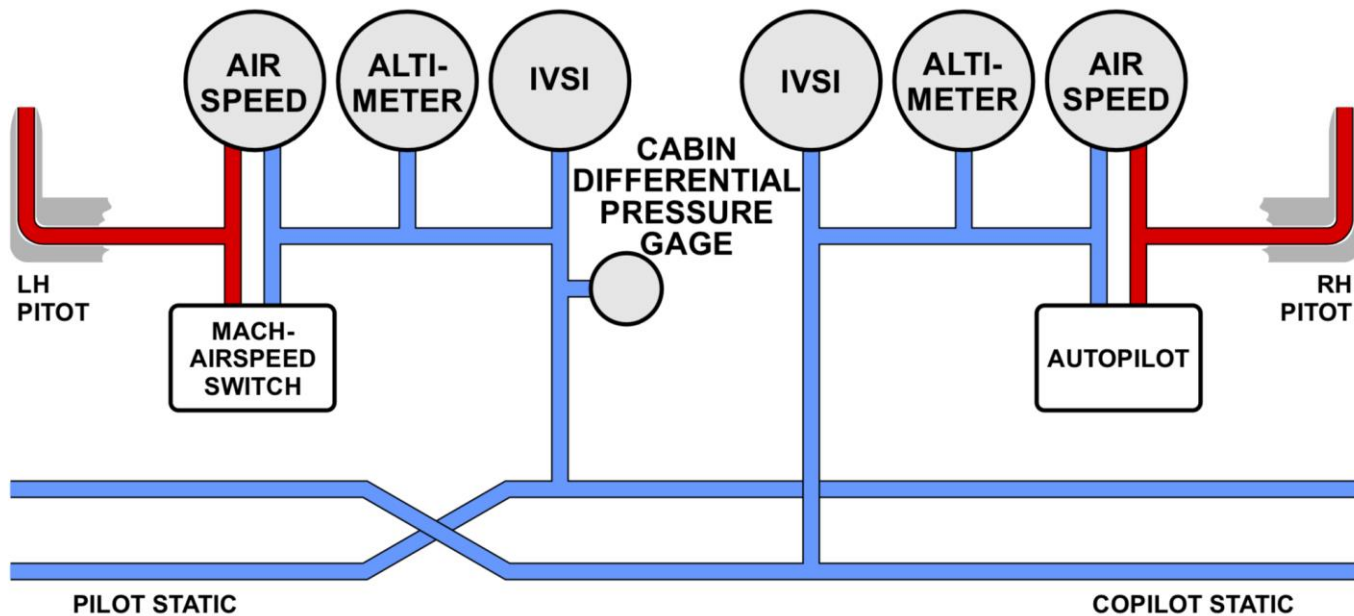 AIR
SPEED
ALTI-
METER
IVSI
IVSI
ALTI-
METER
AIR
SPEED
CABIN
DIFFERENTIAL
PRESSURE
GAGE
LH
PITOT
RH
PITOT
MACH-
AIRSPEED
SWITCH
AUTOPILOT
PILOT STATIC
COPILOT STATIC